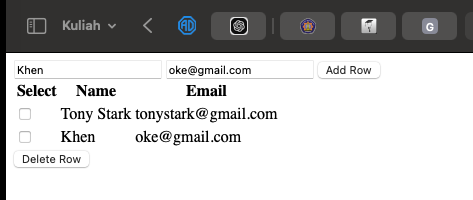 Kuliah
AD
G
Khen oke@gmail.com Add Row
Select Name Email
Tony Stark tonystark@gmail.com
Khen oke@gmail.com
Delete Row